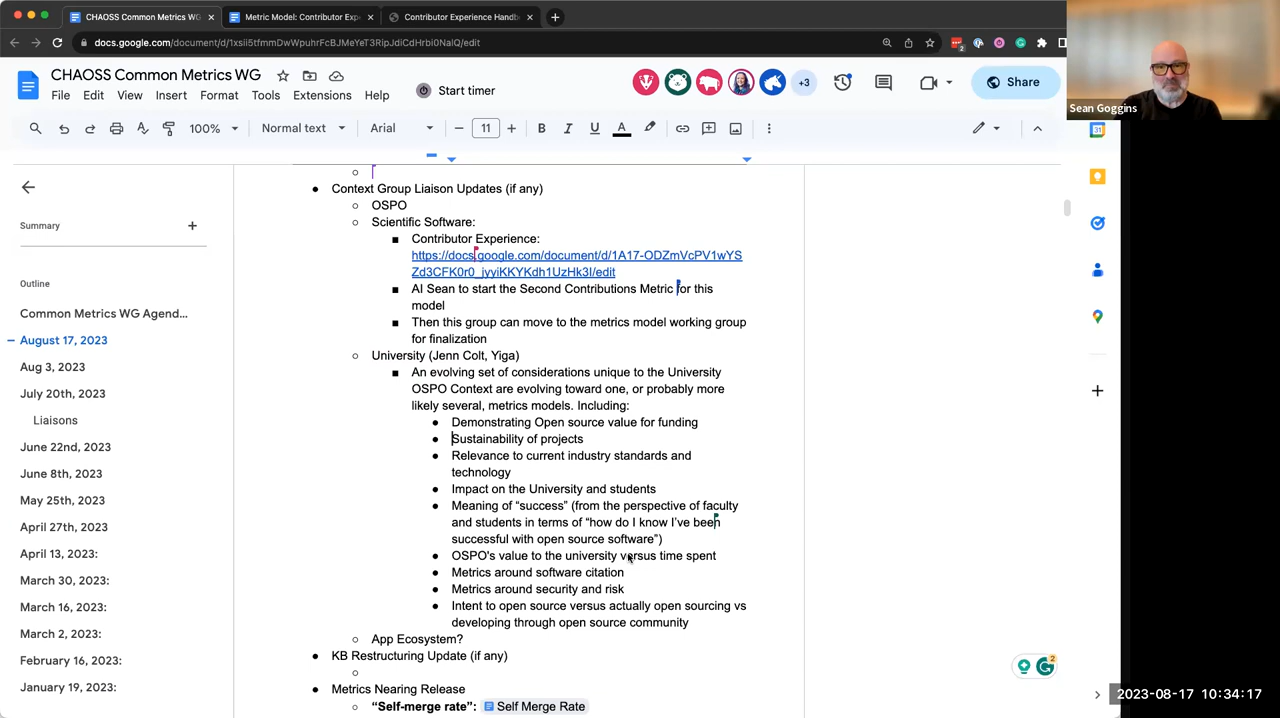 CHAOSS Common Metrics WG
Metric Model: Contributor Exp
Contributor Experience Handb
docs.google.com/document/d/1xsii5tfmmDwWpuhrFcBJMeYeT3RipJdiCdHrbi0NalQ/edit
CHAOSS Common Metrics WG
File Edit View Insert Format Tools Extensions Help
Start timer
+3
Share
Sean Goggins
100%
Normal text
Arial
11
Summary
Outline
Common Metrics WG Agend...
August 17, 2023
Aug 3, 2023
July 20th, 2023
Liaisons
June 22nd, 2023
June 8th, 2023
May 25th, 2023
April 27th, 2023
April 13, 2023:
March 30, 2023:
March 16, 2023:
March 2, 2023:
February 16, 2023:
January 19, 2023:
Context Group Liaison Updates (if any)
OSPO
Scientific Software:
Contributor Experience:
https://docs.google.com/document/d/1A17-ODZmVcPV1wYS
Zd3CFK0r0_jyyiKKYKdh1UzHk3I/edit
AI Sean to start the Second Contributions Metric for this
model
Then this group can move to the metrics model working group
for finalization
University (Jenn Colt, Yiga)
An evolving set of considerations unique to the University
OSPO Context are evolving toward one, or probably more
likely several, metrics models. Including:
Demonstrating Open source value for funding
Sustainability of projects
Relevance to current industry standards and
technology
Impact on the University and students
Meaning of “success” (from the perspective of faculty
and students in terms of “how do I know I’ve been
successful with open source software”)
OSPO's value to the university versus time spent
Metrics around software citation
Metrics around security and risk
Intent to open source versus actually open sourcing vs
developing through open source community
App Ecosystem?
KB Restructuring Update (if any)
Metrics Nearing Release
“Self-merge rate”: Self Merge Rate
2
2023-08-17 10:34:17